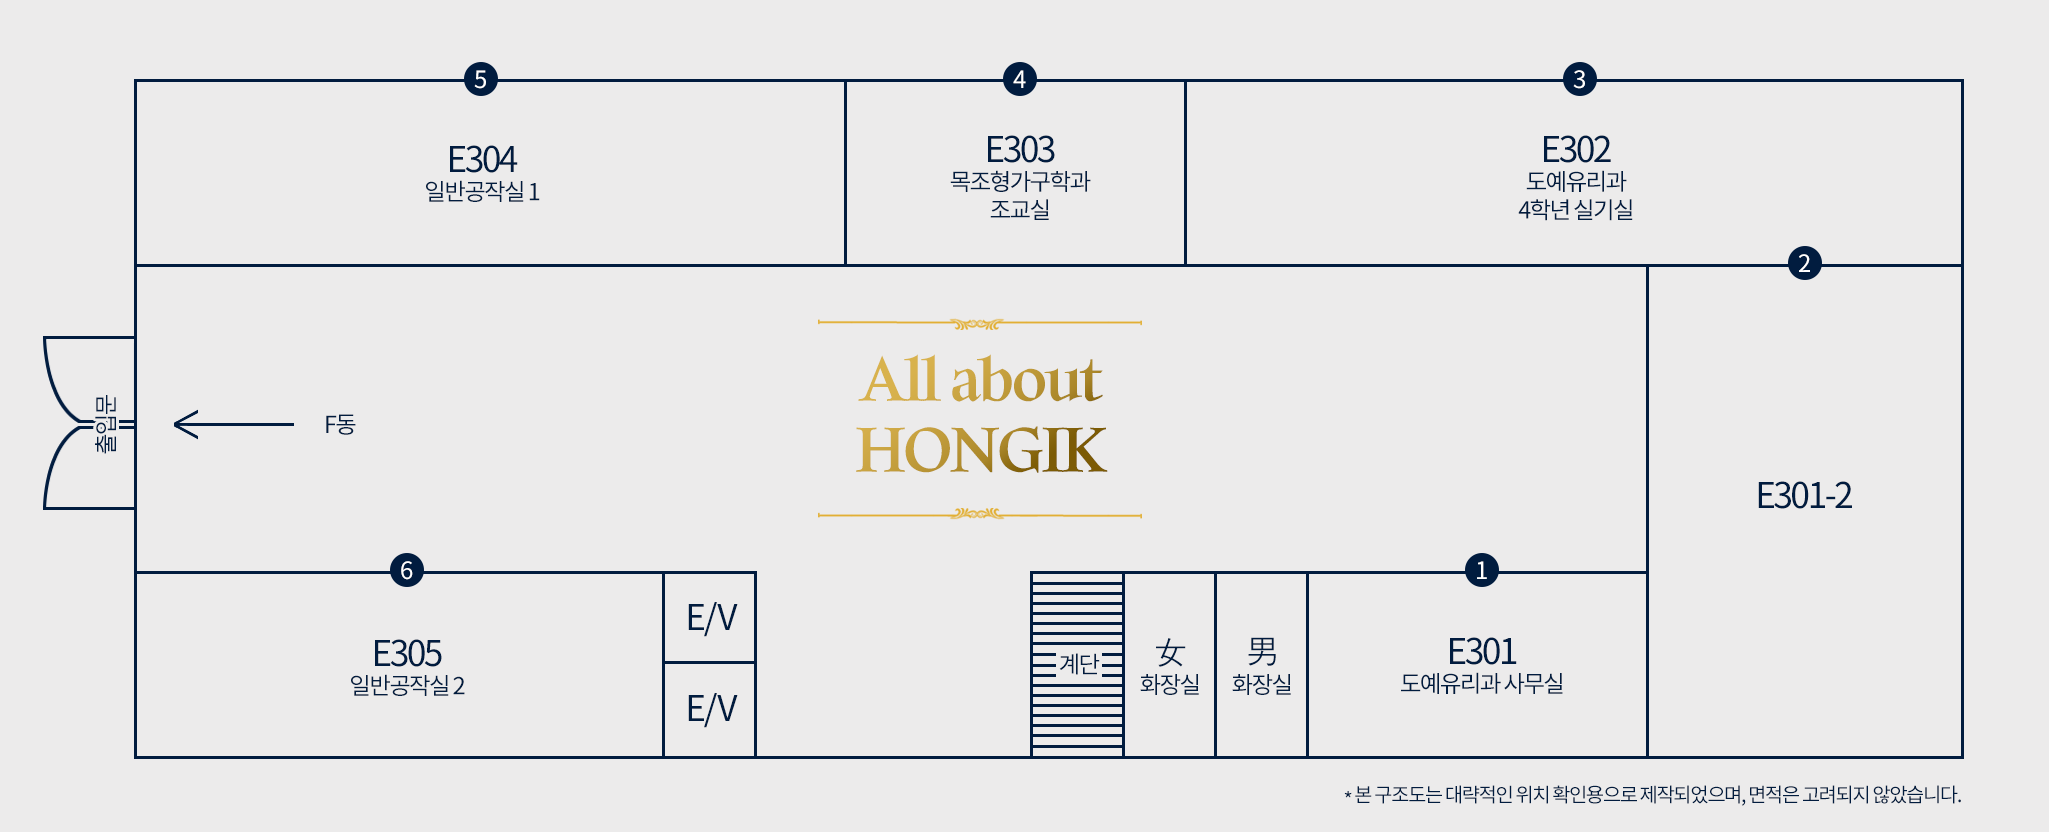 5
4
3
E304
일반공작실 1
E303
목조형가구학과
조교실
E302
도예유리과
4학년 실기실
2
All about
HONGIK
출입문
F동
E301-2
6
1
E305
일반공작실 2
E/V
E/V
계단
女
화장실
男
화장실
E301
도예유리과 사무실
* 본 구조도는 대략적인 위치 확인용으로 제작되었으며, 면적은 고려되지 않았습니다.